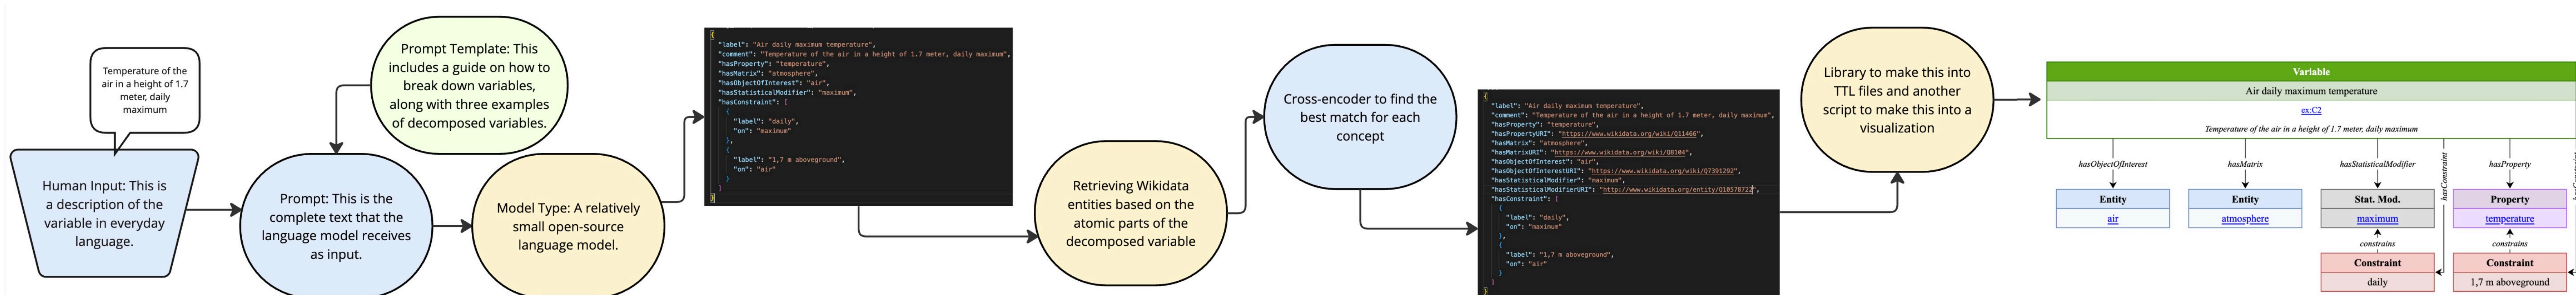 Temperature of the
air in a height of 1.7
meter, daily
maximum
Human Input: This is
a description of the
variable in everyday
language.
Prompt Template: This
includes a guide on how to
break down variables,
along with three examples
of decomposed variables.
Prompt: This is the
complete text that the
language model receives
as input.
Model Type: A relatively
small open-source
language model.
{
"label": "Air daily maximum temperature",
"comment": "Temperature of the air in a height of 1.7 meter, daily maximum",
"hasProperty": "temperature",
"hasMatrix": "atmosphere",
"hasObjectOfInterest": "air",
"hasStatisticalModifier": "maximum",
"hasConstraint": [
{
"label": "daily",
"on": "maximum"
},
{
"label": "1,7 m aboveground",
"on": "air"
}
]
}
Retrieving Wikidata
entities based on the
atomic parts of the
decomposed variable
Cross-encoder to find the
best match for each
concept
{
"label": "Air daily maximum temperature",
"comment": "Temperature of the air in a height of 1.7 meter, daily maximum",
"hasProperty": "temperature",
"hasPropertyURI": "https://www.wikidata.org/wiki/Q11466",
"hasMatrix": "atmosphere",
"hasMatrixURI": "https://www.wikidata.org/wiki/Q8104",
"hasObjectOfInterest": "air",
"hasObjectOfInterestURI": "https://www.wikidata.org/wiki/Q7391292",
"hasStatisticalModifier": "maximum",
"hasStatisticalModifierURI": "http://www.wikidata.org/entity/Q10578722",
"hasConstraint": [
{
"label": "daily",
"on": "maximum"
},
{
"label": "1,7 m aboveground",
"on": "air"
}
]
}
Library to make this into
TTL files and another
script to make this into a
visualization
Variable
Air daily maximum temperature
ex:C2
Temperature of the air in a height of 1.7 meter, daily maximum
hasObjectOfInterest
hasMatrix
hasStatisticalModifier
hasConstraint
hasProperty
Entity
air
Entity
atmosphere
Stat. Mod.
maximum
Property
temperature
constrains
constrains
Constraint
daily
Constraint
1,7 m aboveground